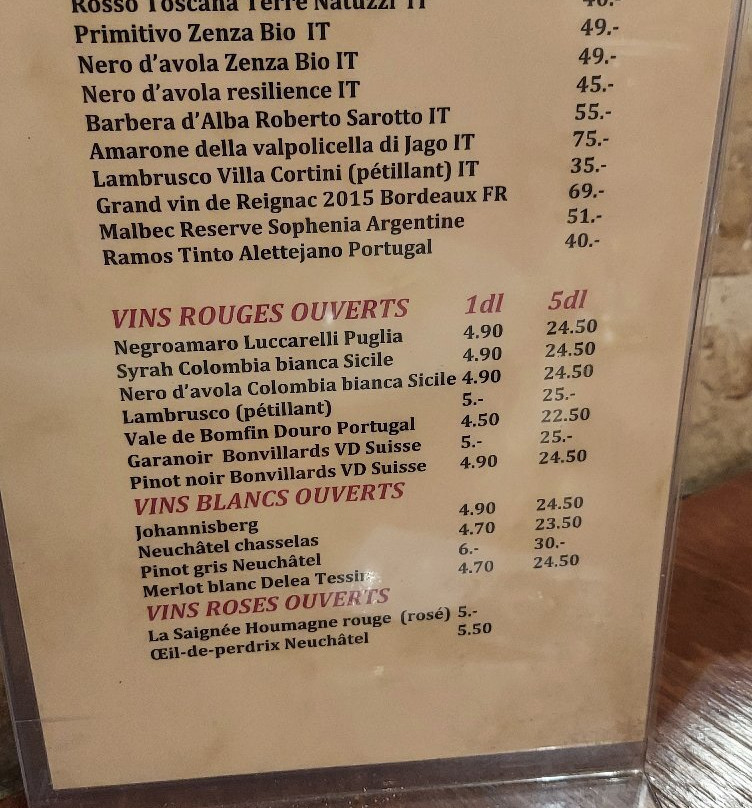 Rosso Toscana Terre Natuzzi IT 40.-
Primitivo Zenza Bio IT 49.-
Nero d'avola Zenza Bio IT 49.-
Nero d'avola resilience IT 45.-
Barbera d'Alba Roberto Sarotto IT 55.-
Amarone della valpolicella di Jago IT 75.-
Lambrusco Villa Cortini (pétillant) IT 35.-
Grand vin de Reignac 2015 Bordeaux FR 69.-
Malbec Reserve Sophenia Argentine 51.-
Ramos Tinto Alettejano Portugal 40.-
VINS ROUGES OUVERTS 1dl 5dl
Negroamaro Luccarelli Puglia 4.90 24.50
Syrah Colombia bianca Sicile 4.90 24.50
Nero d'avola Colombia bianca Sicile 4.90 24.50
Lambrusco (pétillant) 5.- 25.-
Vale de Bomfin Douro Portugal 4.50 22.50
Garanoir Bonvillards VD Suisse 5.- 25.-
Pinot noir Bonvillards VD Suisse 4.90 24.50
VINS BLANCS OUVERTS
Johannisberg 4.90 24.50
Neuchâtel chasselas 4.70 23.50
Pinot gris Neuchâtel 6.- 30.-
Merlot blanc Delea Tessin 4.70 24.50
VINS ROSES OUVERTS
La Saignée Houmagne rouge (rosé) 5.-
Œil-de-perdrix Neuchâtel 5.50